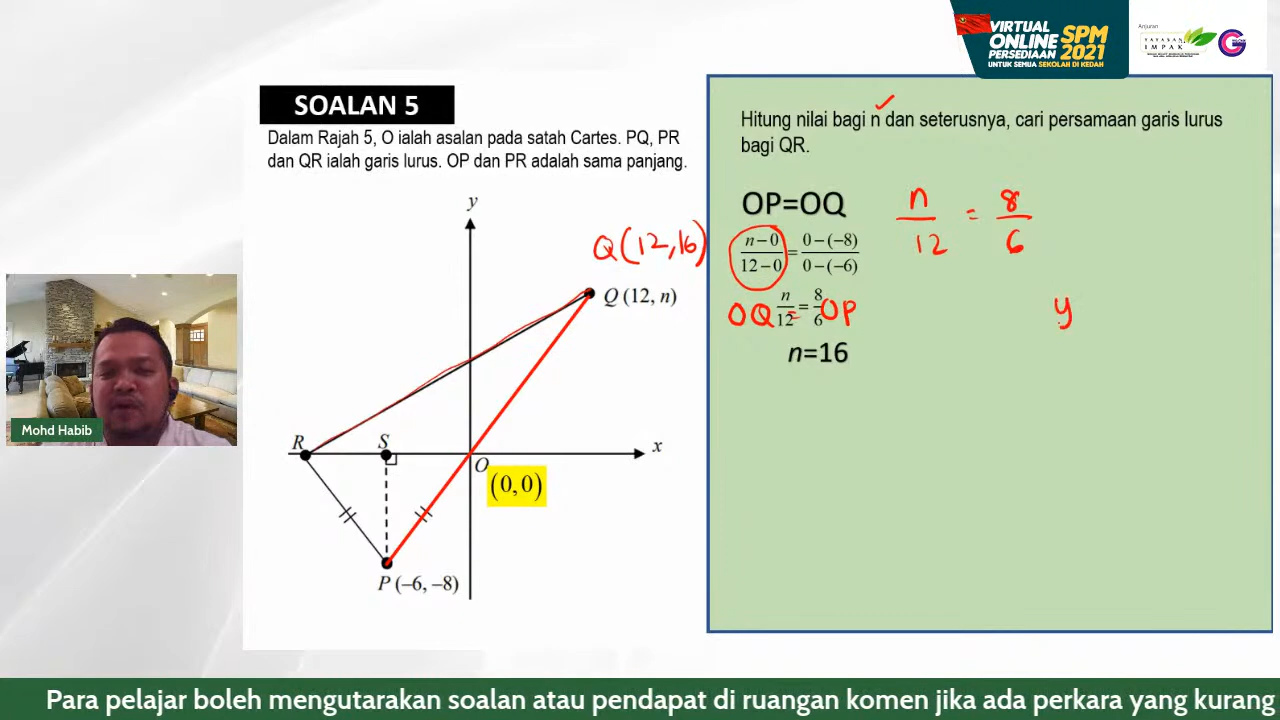 VIRTUAL
ONLINE
PERSEDIAAN
SPM
2021
UNTUK SEMUA SEKOLAH DI KEDAH
Anjuran
YAYASAN
IMPAK
SOALAN 5
Dalam Rajah 5, O ialah asalan pada satah Cartes. PQ, PR
dan QR ialah garis lurus. OP dan PR adalah sama panjang.
y
Q(12,16)
Q (12, n)
R
S
x
O
(0,0)
P (–6, –8)
Hitung nilai bagi n dan seterusnya, cari persamaan garis lurus
bagi QR.
OP=OQ
n/12 = 8/6
n–0/12–0 = 0–(–8)/0–(–6)
n/12 = 8/6
OQ = OP
y
n=16
Mohd Habib
Para pelajar boleh mengutarakan soalan atau pendapat di ruangan komen jika ada perkara yang kurang